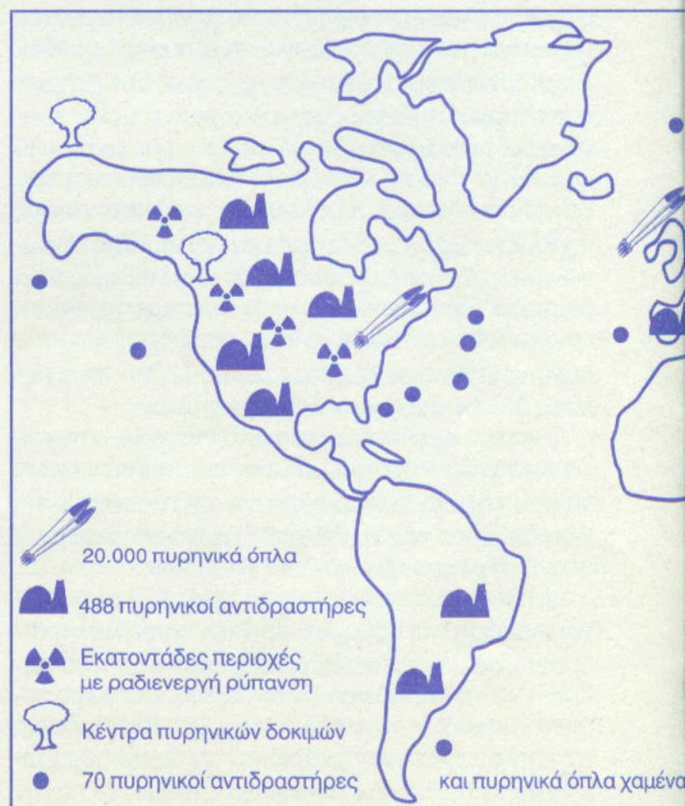 20.000 πυρηνικά όπλα
488 πυρηνικοί αντιδραστήρες
Εκατοντάδες περιοχές
με ραδιενεργή ρύπανση
Κέντρα πυρηνικών δοκιμών
70 πυρηνικοί αντιδραστήρες και πυρηνικά όπλα χαμένα